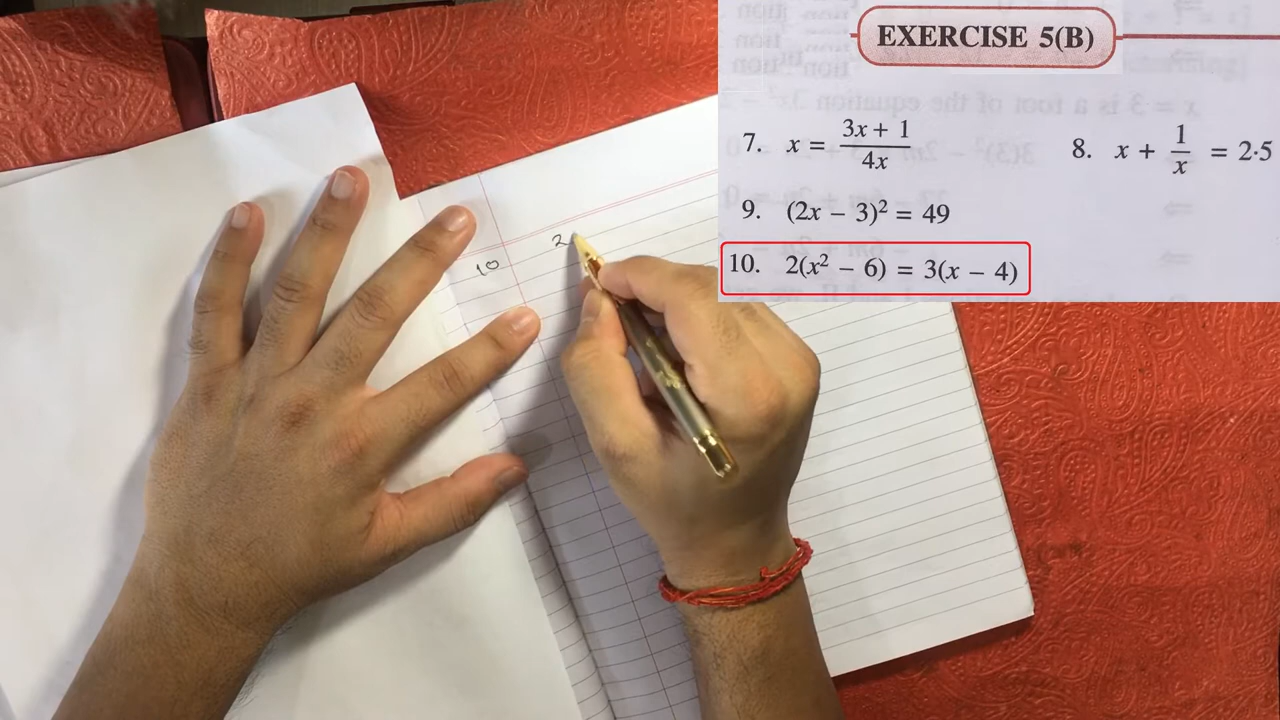 EXERCISE 5(B)
7. x = (3x + 1)/(4x)
8. x + 1/x = 2·5
9. (2x − 3)² = 49
10. 2(x² − 6) = 3(x − 4)
10 2